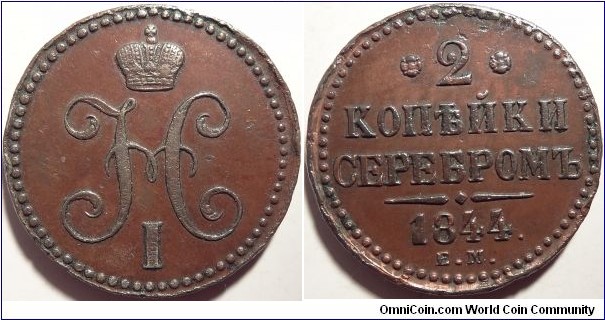 Н
I
2
КОПѢЙКИ
СЕРЕБРОМЪ
1844.
Е.М.
OmniCoin.com World Coin Community